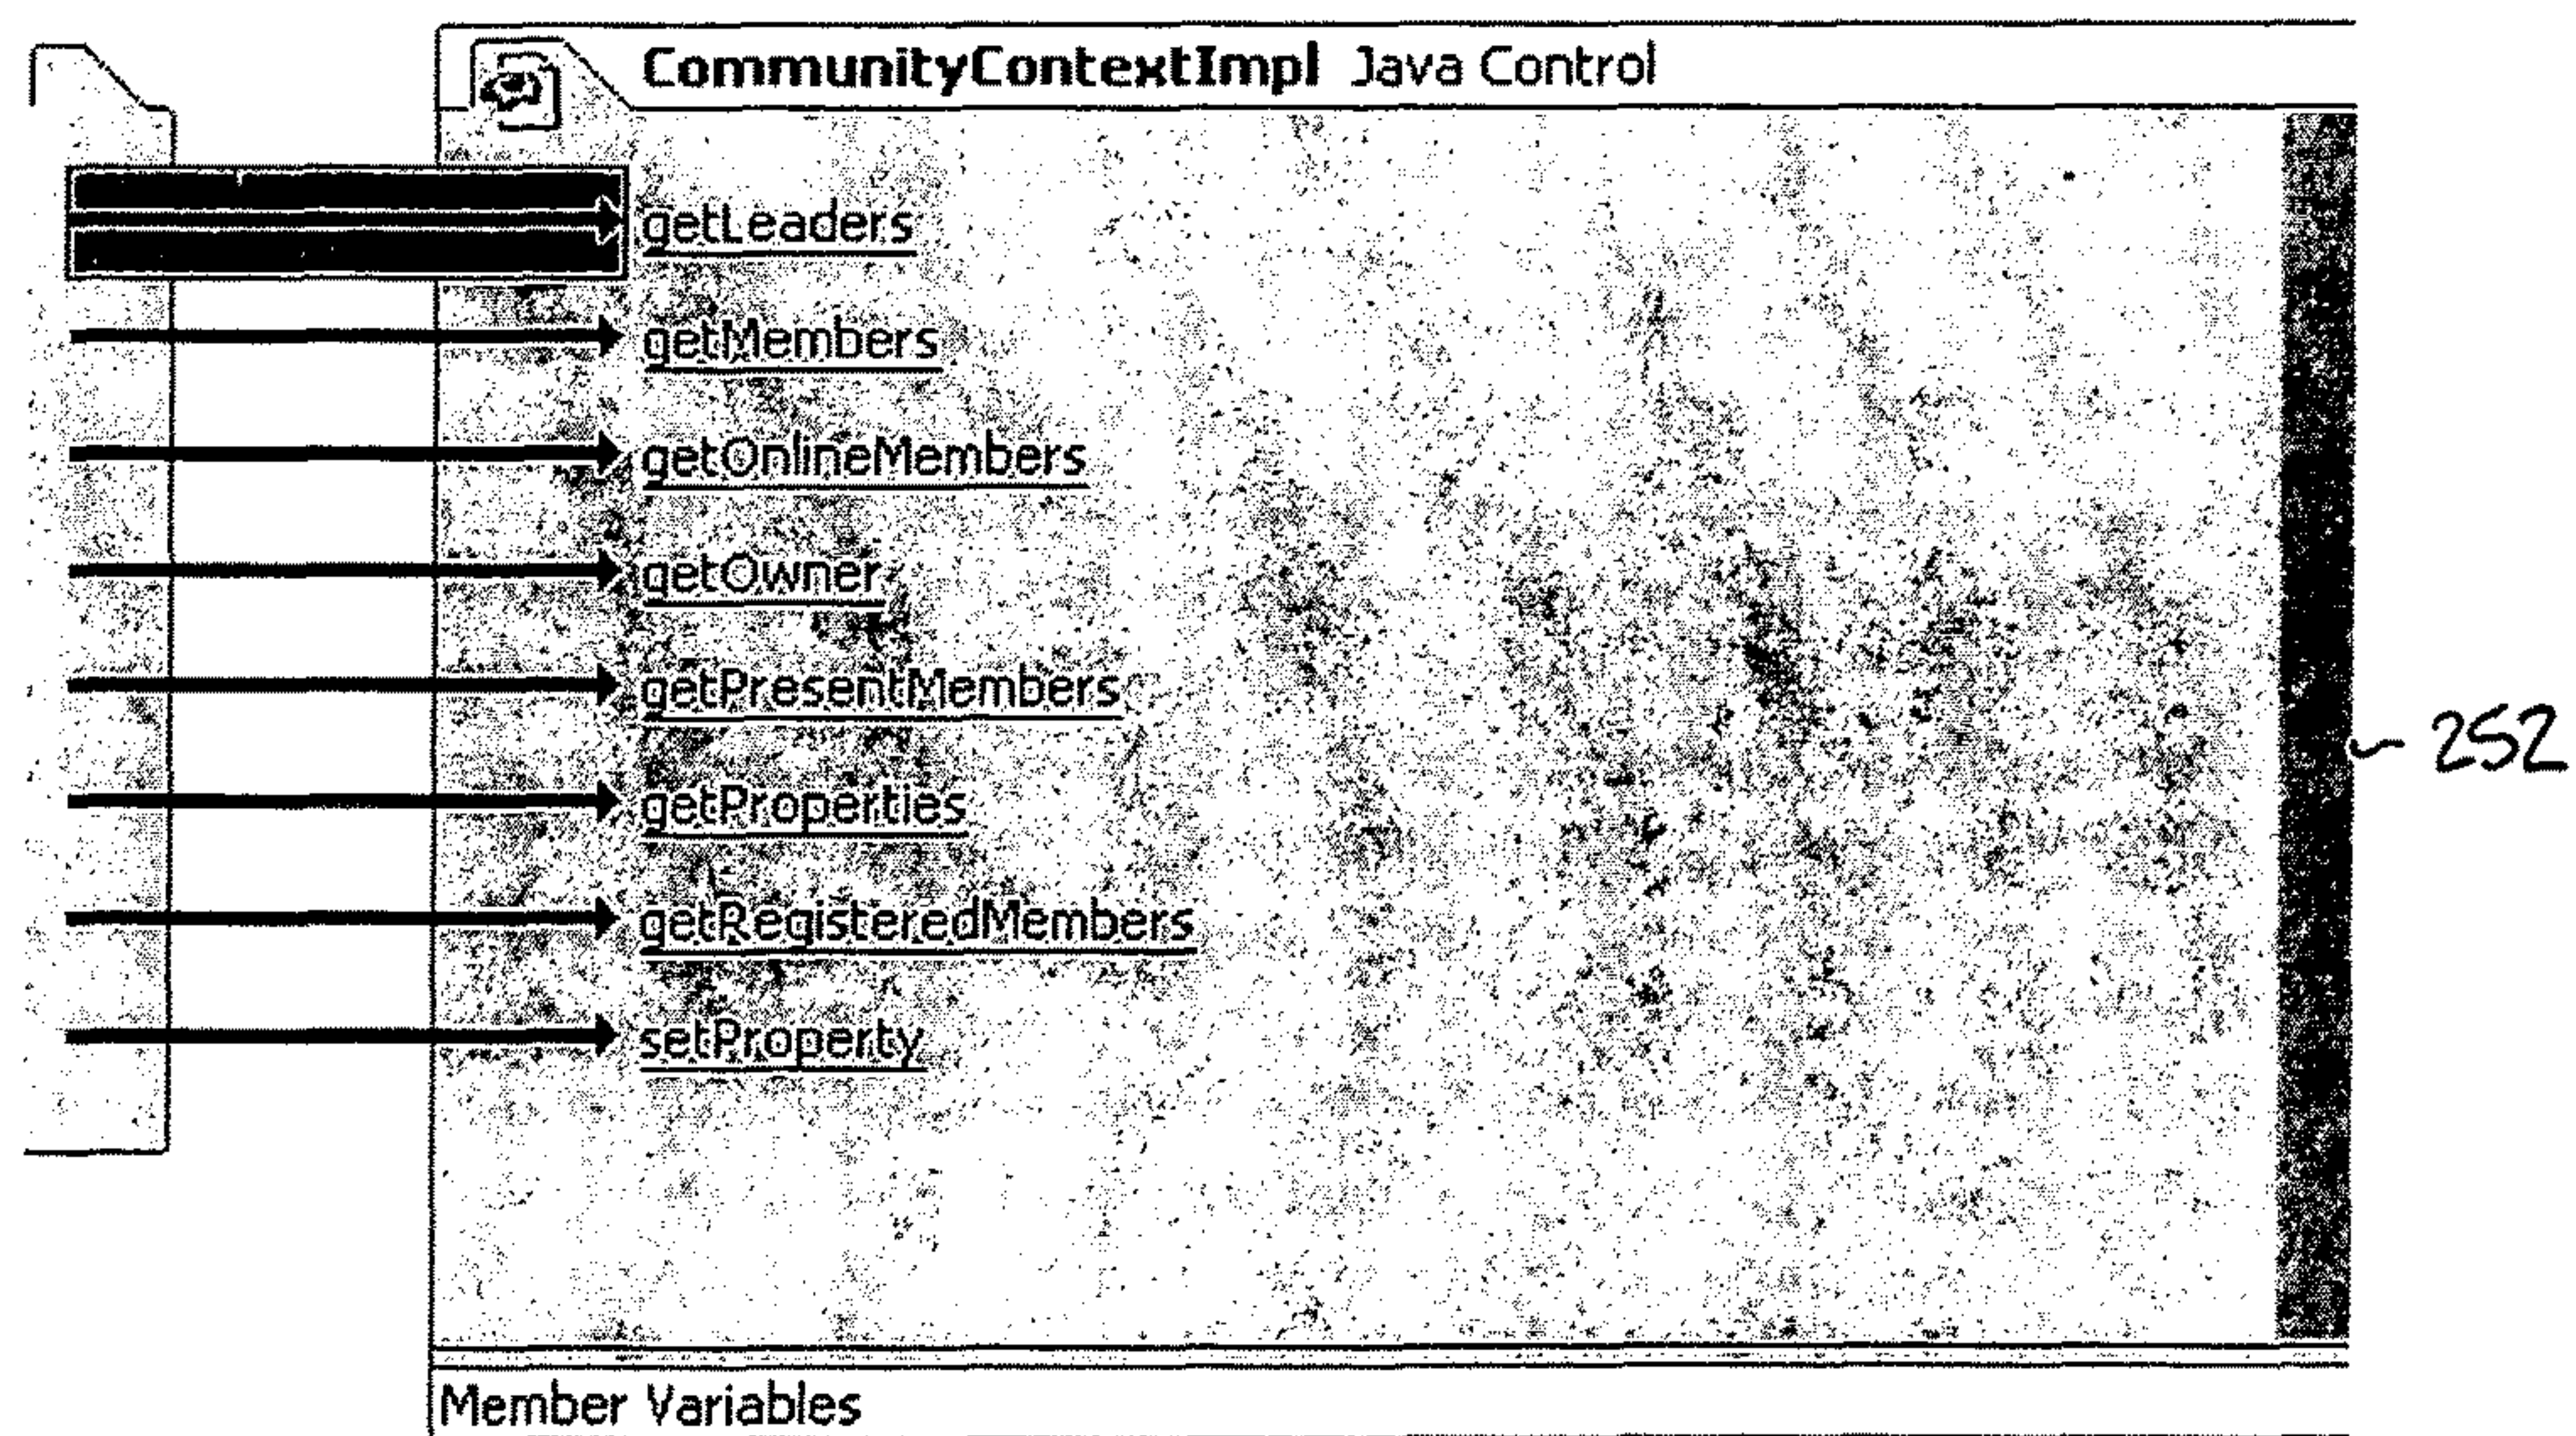 CommunityContextImpl Java Control
getLeaders
getMembers
getOnlineMembers
getOwner
getPresentMembers
252
getProperties
getRegisteredMembers
setProperty
Member Variables